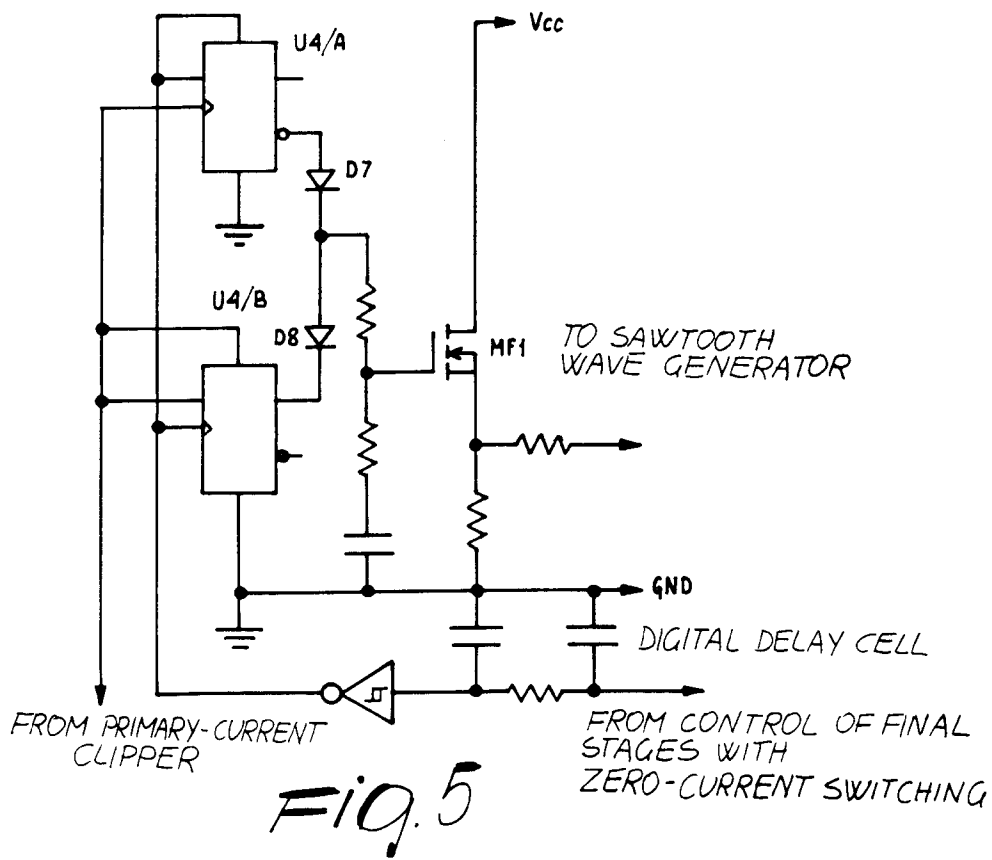 Vcc
U4/A
D7
U4/B
D8
MF1
TO SAWTOOTH
WAVE GENERATOR
GND
DIGITAL DELAY CELL
FROM PRIMARY-CURRENT
CLIPPER
FROM CONTROL OF FINAL
STAGES WITH
ZERO-CURRENT SWITCHING
Fig. 5